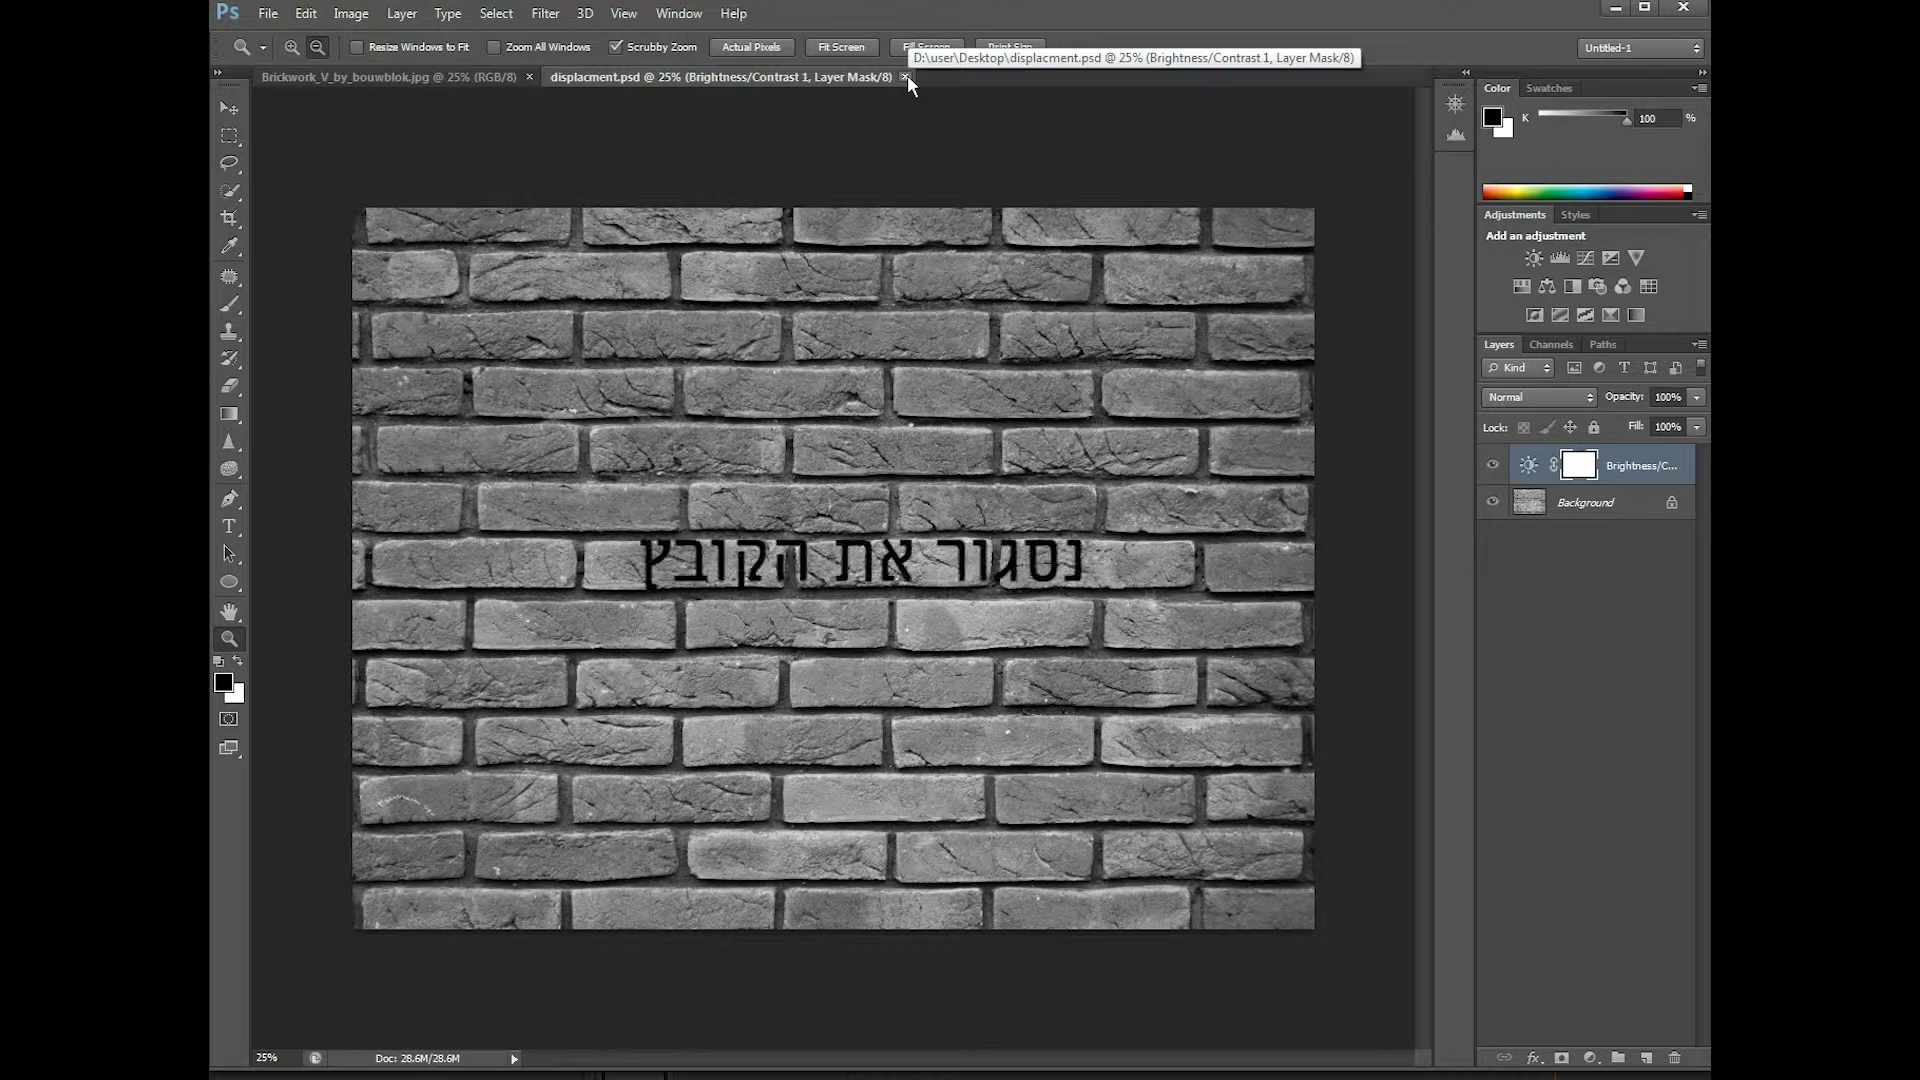 Ps File Edit Image Layer Type Select Filter 3D View Window Help
Resize Windows to Fit Zoom All Windows Scrubby Zoom Actual Pixels Fit Screen Fill Screen Print Size Untitled-1
D:\user\Desktop\displacment.psd @ 25% (Brightness/Contrast 1, Layer Mask/8)
Brickwork_V_by_bouwblok.jpg @ 25% (RGB/8) × displacment.psd @ 25% (Brightness/Contrast 1, Layer Mask/8) ×
Color Swatches
K 100 %
Adjustments Styles
Add an adjustment
Layers Channels Paths
Kind
Normal Opacity: 100%
Lock: Fill: 100%
Brightness/C...
Background
נסגור את הקובץ
25% Doc: 28.6M/28.6M